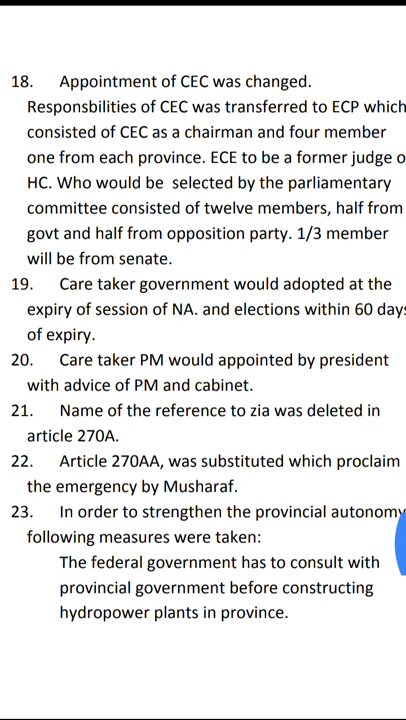 18. Appointment of CEC was changed.
Responsbilities of CEC was transferred to ECP which
consisted of CEC as a chairman and four member
one from each province. ECE to be a former judge o
HC. Who would be selected by the parliamentary
committee consisted of twelve members, half from
govt and half from opposition party. 1/3 member
will be from senate.
19. Care taker government would adopted at the
expiry of session of NA. and elections within 60 days
of expiry.
20. Care taker PM would appointed by president
with advice of PM and cabinet.
21. Name of the reference to zia was deleted in
article 270A.
22. Article 270AA, was substituted which proclaim
the emergency by Musharaf.
23. In order to strengthen the provincial autonomy
following measures were taken:
The federal government has to consult with
provincial government before constructing
hydropower plants in province.